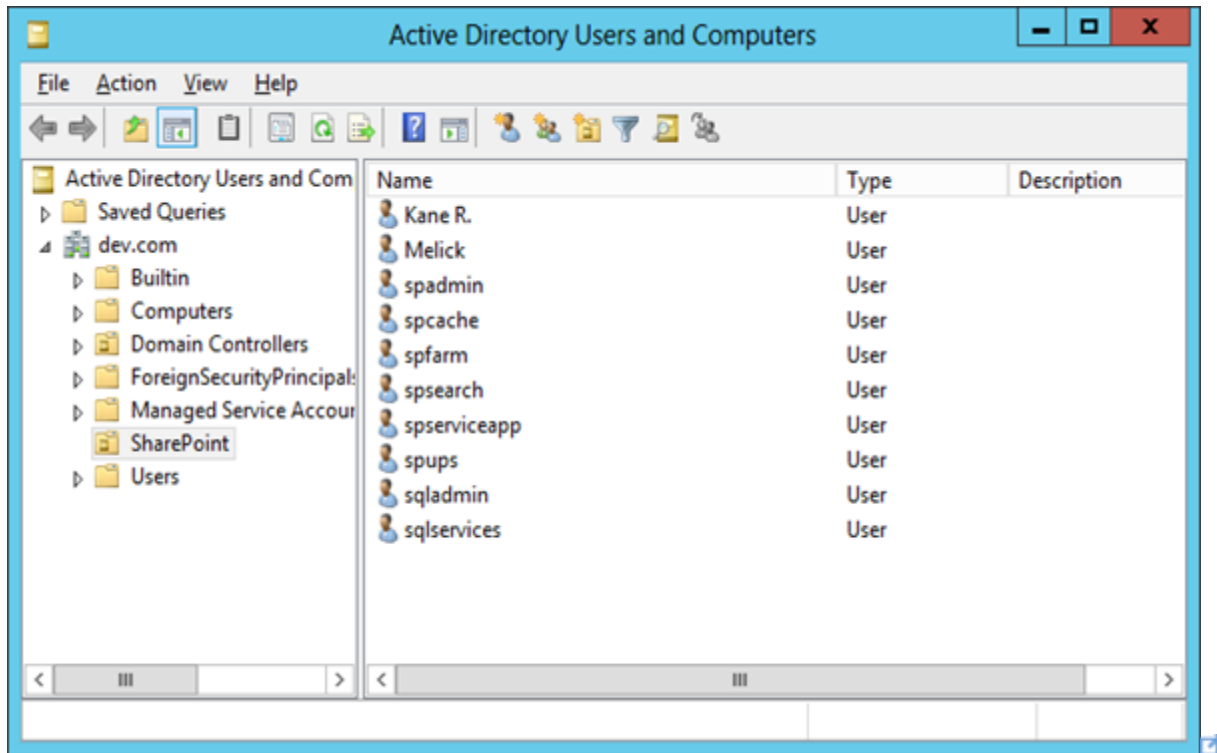 Active Directory Users and Computers
File Action View Help
Active Directory Users and Com
Saved Queries
dev.com
Builtin
Computers
Domain Controllers
ForeignSecurityPrincipals
Managed Service Accour
SharePoint
Users
Name Type Description
Kane R. User
Melick User
spadmin User
spcache User
spfarm User
spsearch User
spserviceapp User
spups User
sqladmin User
sqlservices User